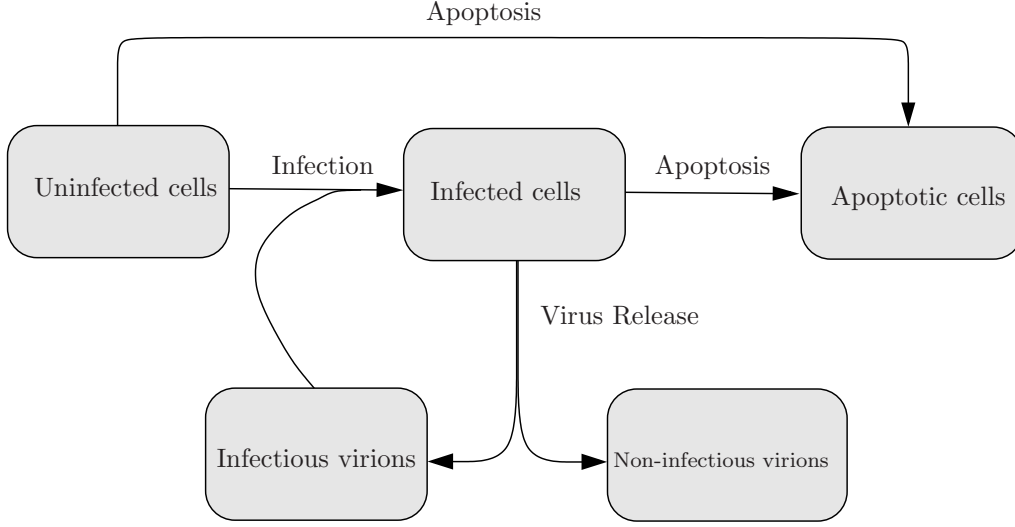 Apoptosis
Uninfected cells
Infection
Infected cells
Apoptosis
Apoptotic cells
Virus Release
Infectious virions
Non-infectious virions